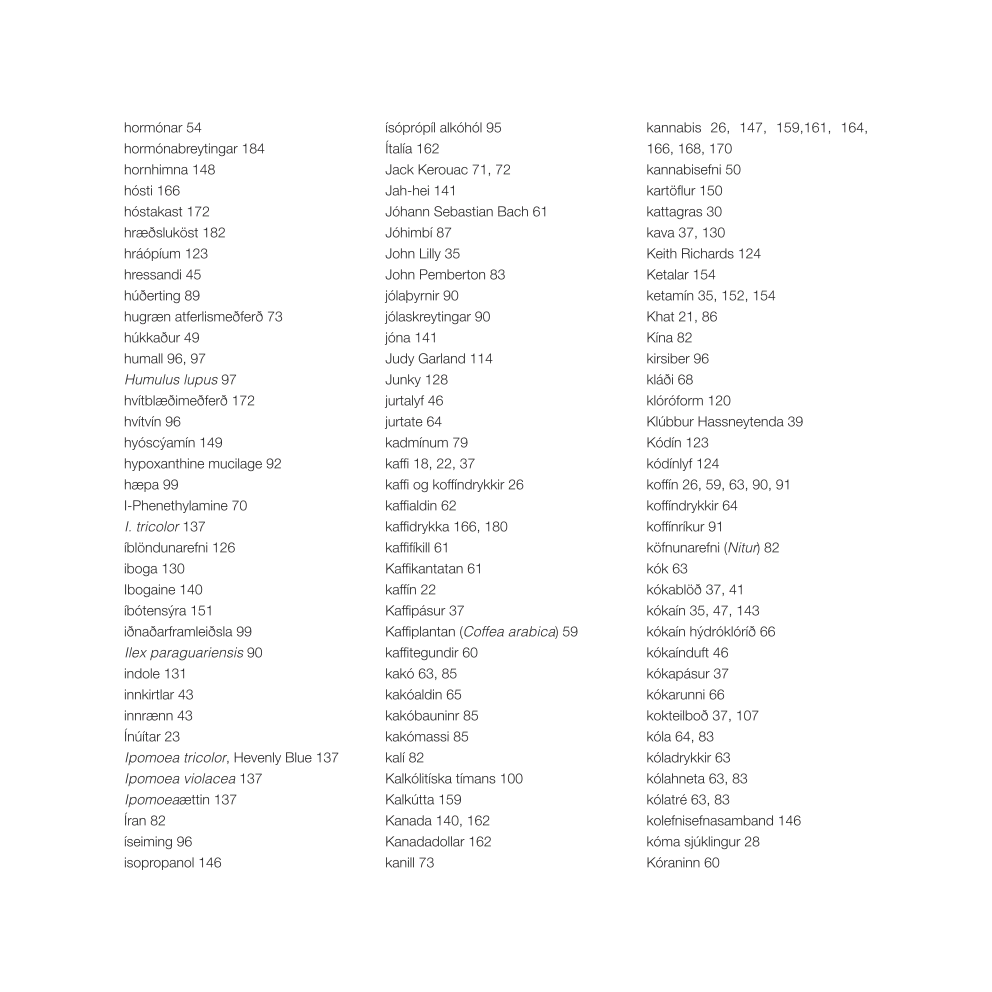 hormónar 54
hormónabreytingar 184
hornhimna 148
hósti 166
hóstakast 172
hræðsluköst 182
hráópíum 123
hressandi 45
húðerting 89
hugræn atferlismeðferð 73
húkkaður 49
humall 96, 97
Humulus lupus 97
hvítblæðimeðferð 172
hvítvín 96
hyóscýamín 149
hypoxanthine mucilage 92
hæpa 99
I-Phenethylamine 70
I. tricolor 137
íblöndunarefni 126
iboga 130
Ibogaine 140
íbótensýra 151
iðnaðarframleiðsla 99
Ilex paraguariensis 90
indole 131
innkirtlar 43
innrænn 43
Ínúítar 23
Ipomoea tricolor, Hevenly Blue 137
Ipomoea violacea 137
Ipomoeaættin 137
Íran 82
íseiming 96
isopropanol 146
ísóprópíl alkóhól 95
Ítalía 162
Jack Kerouac 71, 72
Jah-hei 141
Jóhann Sebastian Bach 61
Jóhimbí 87
John Lilly 35
John Pemberton 83
jólaþyrnir 90
jólaskreytingar 90
jóna 141
Judy Garland 114
Junky 128
jurtalyf 46
jurtate 64
kadmínum 79
kaffi 18, 22, 37
kaffi og koffíndrykkir 26
kaffialdin 62
kaffidrykka 166, 180
kaffifíkill 61
Kaffikantatan 61
kaffín 22
Kaffipásur 37
Kaffiplantan (Coffea arabica) 59
kaffitegundir 60
kakó 63, 85
kakóaldin 65
kakóbauninr 85
kakómassi 85
kalí 82
Kalkólitíska tímans 100
Kalkútta 159
Kanada 140, 162
Kanadadollar 162
kanill 73
kannabis 26, 147, 159,161, 164,
166, 168, 170
kannabisefni 50
kartöflur 150
kattagras 30
kava 37, 130
Keith Richards 124
Ketalar 154
ketamín 35, 152, 154
Khat 21, 86
Kína 82
kirsiber 96
kláði 68
klóróform 120
Klúbbur Hassneytenda 39
Kódín 123
kódínlyf 124
koffín 26, 59, 63, 90, 91
koffíndrykkir 64
koffínríkur 91
köfnunarefni (Nitur) 82
kók 63
kókablöð 37, 41
kókaín 35, 47, 143
kókaín hýdróklóríð 66
kókaínduft 46
kókapásur 37
kókarunni 66
kokteilboð 37, 107
kóla 64, 83
kóladrykkir 63
kólahneta 63, 83
kólatré 63, 83
kolefnisefnasamband 146
kóma sjúklingur 28
Kóraninn 60